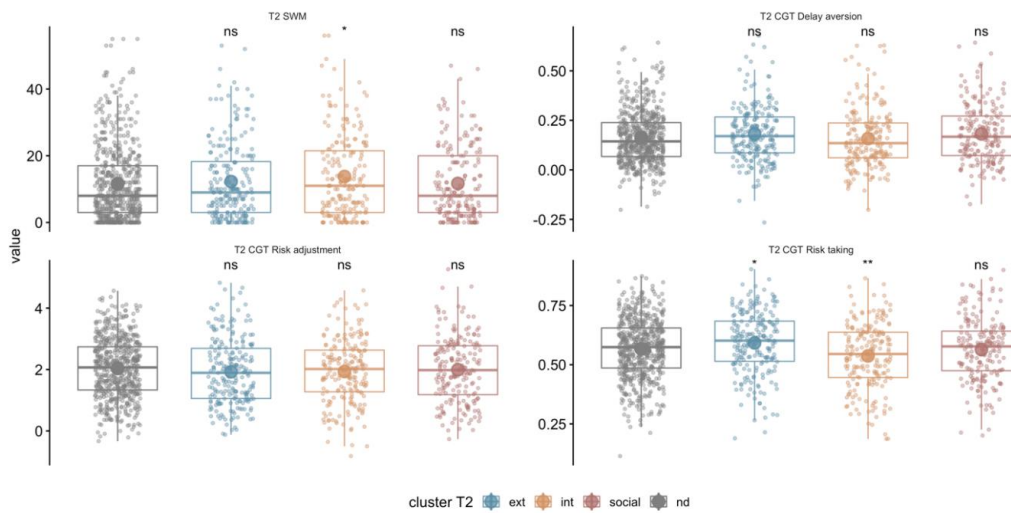 T2 SWM
ns
*
ns
40
20
0
T2 CGT Delay aversion
ns
ns
ns
0.50
0.25
0.00
-0.25
value
T2 CGT Risk adjustment
ns
ns
ns
4
2
0
T2 CGT Risk taking
*
**
ns
0.75
0.50
0.25
cluster T2 ext int social nd